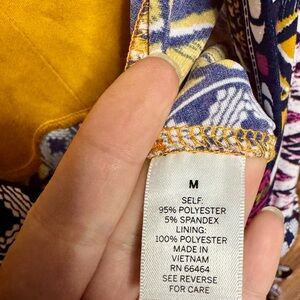 M
SELF:
95% POLYESTER
5% SPANDEX
LINING:
100% POLYESTER
MADE IN
VIETNAM
RN 66464
SEE REVERSE
FOR CARE